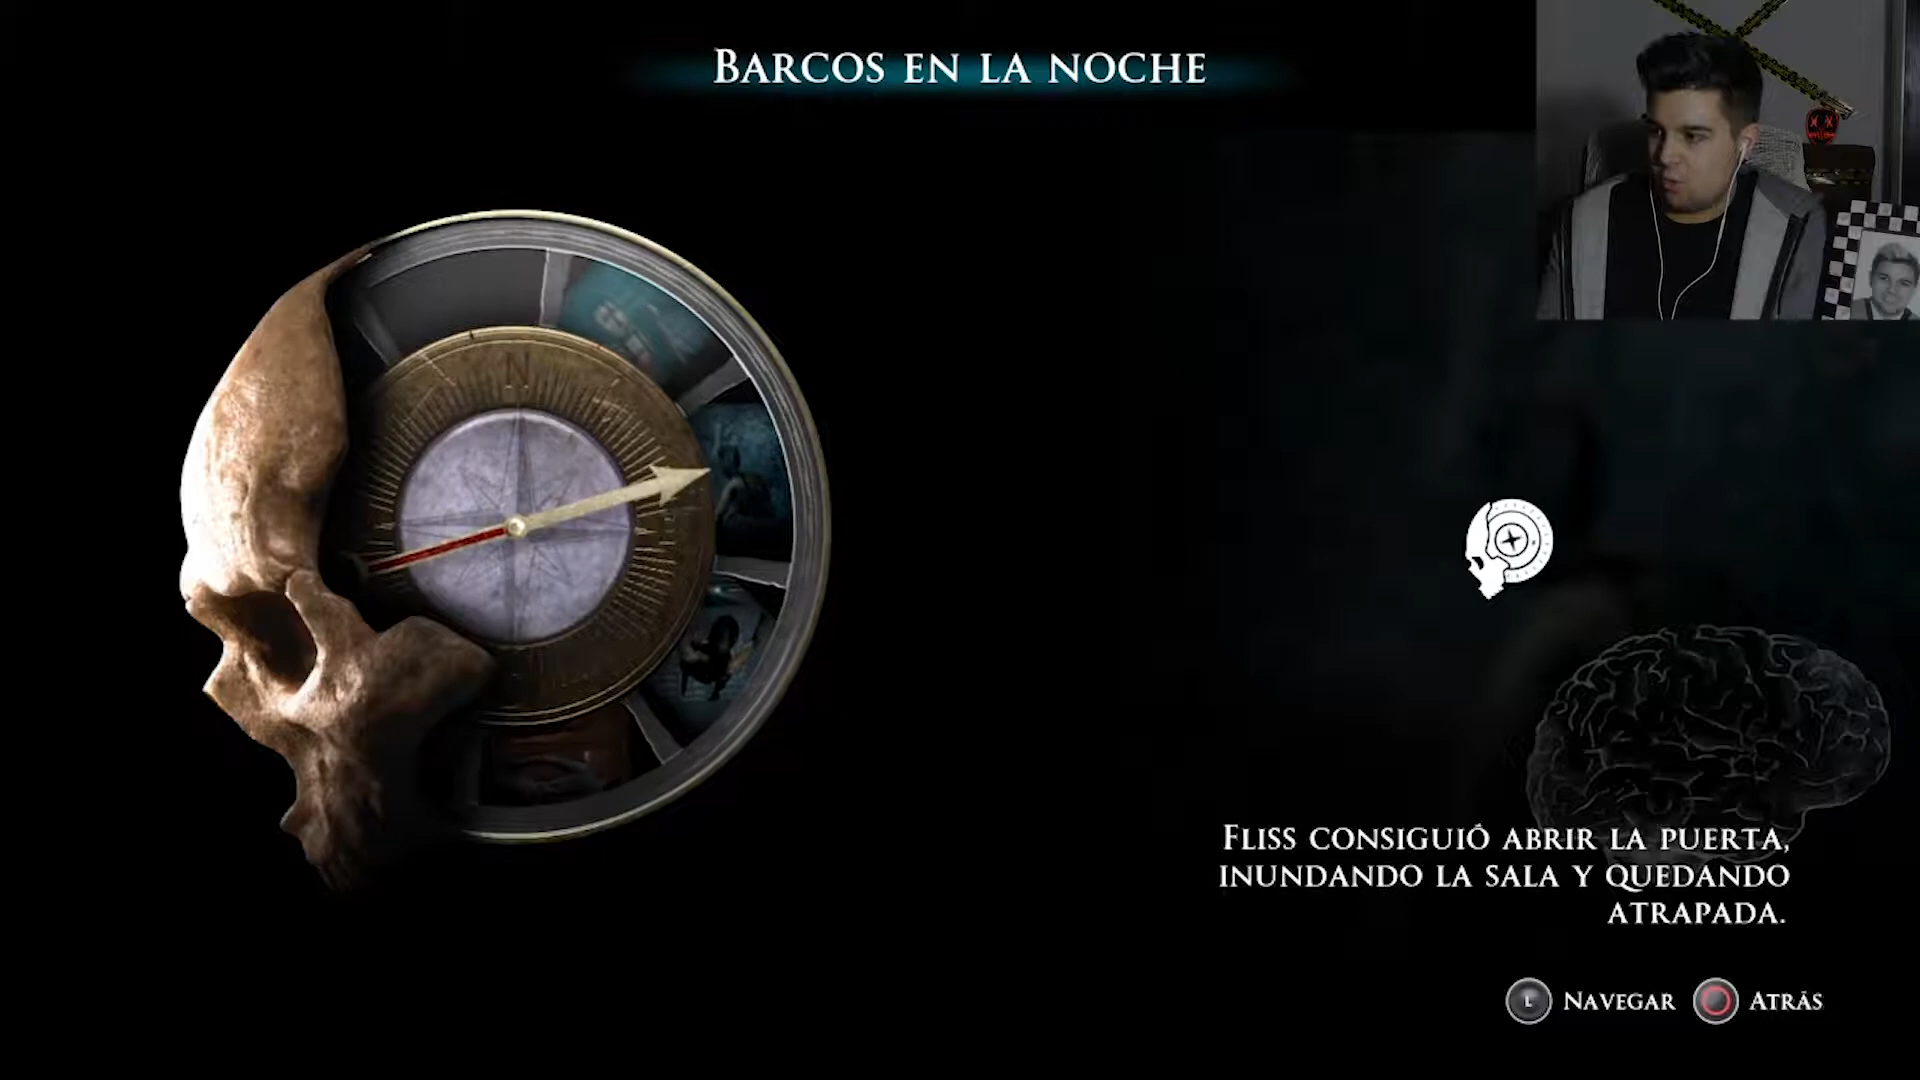 Barcos en la noche
N
Fliss consiguió abrir la puerta,
inundando la sala y quedando
atrapada.
L Navegar Atrás